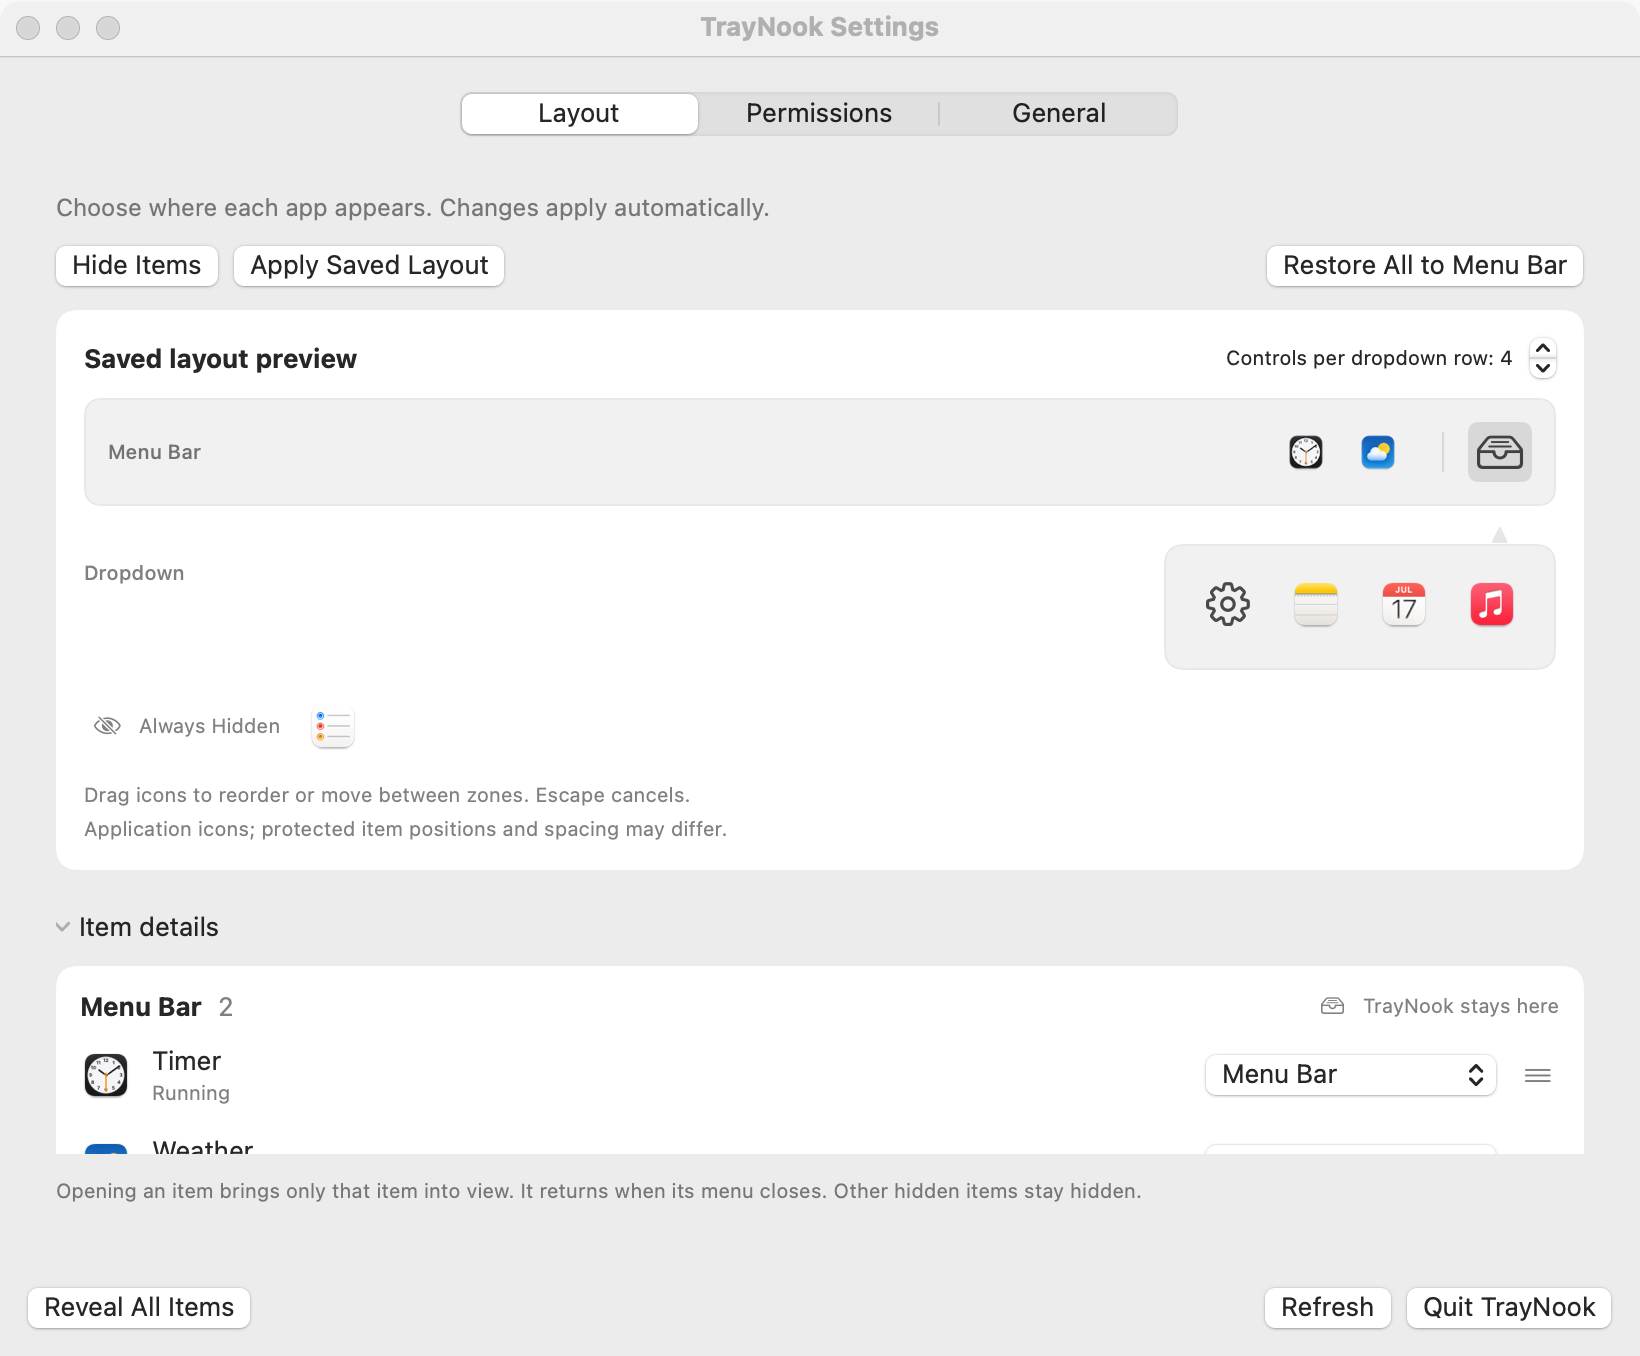 TrayNook Settings
Layout
Permissions
General
Choose where each app appears. Changes apply automatically.
Hide Items
Apply Saved Layout
Restore All to Menu Bar
Saved layout preview
Controls per dropdown row: 4
Menu Bar
Dropdown
JUL
17
Always Hidden
Drag icons to reorder or move between zones. Escape cancels.
Application icons; protected item positions and spacing may differ.
Item details
Menu Bar 2
TrayNook stays here
Timer
Running
Menu Bar
Weather
Opening an item brings only that item into view. It returns when its menu closes. Other hidden items stay hidden.
Reveal All Items
Refresh
Quit TrayNook